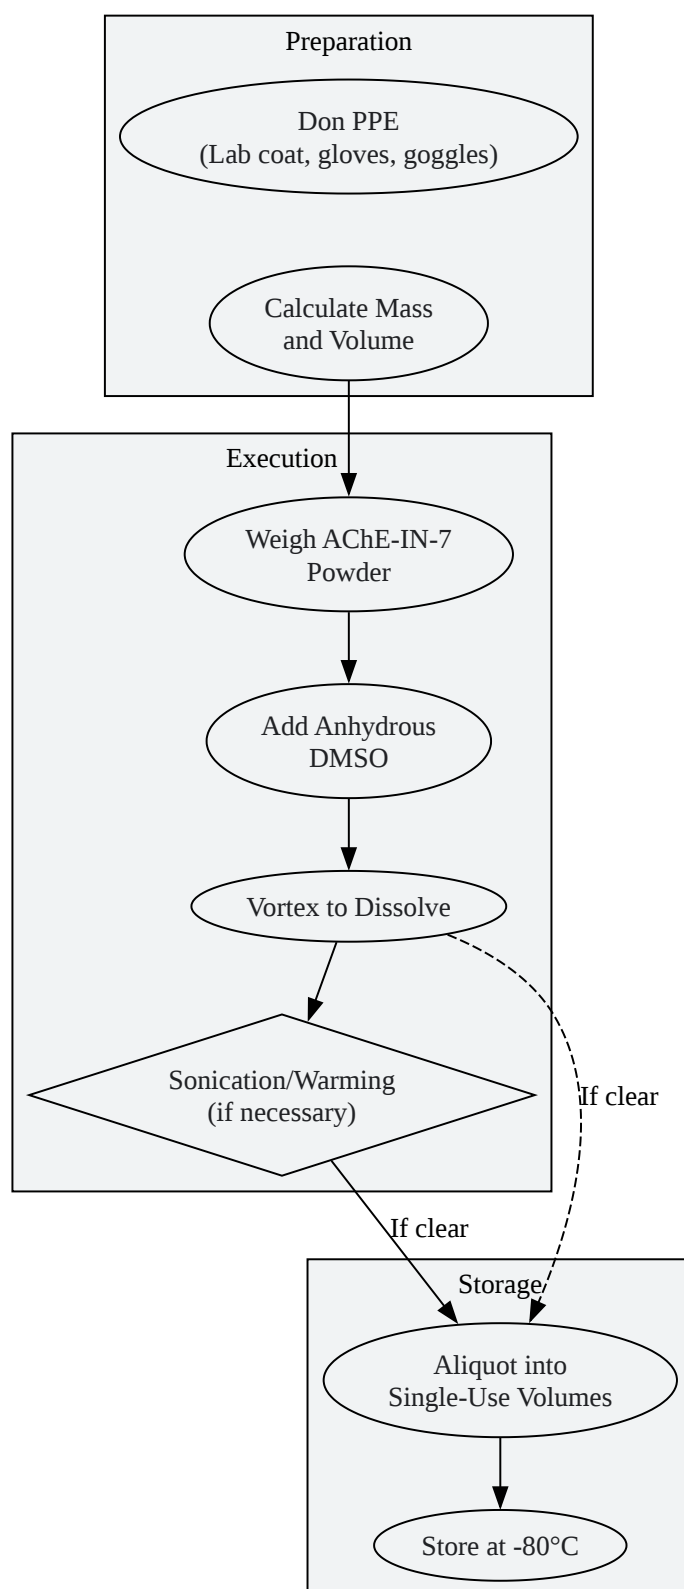 Preparation
Don PPE
(Lab coat, gloves, goggles)
Calculate Mass
and Volume
Execution
Weigh AChE-IN-7
Powder
Add Anhydrous
DMSO
Vortex to Dissolve
Sonication/Warming
(if necessary)
If clear
If clear
Storage
Aliquot into
Single-Use Volumes
Store at -80°C